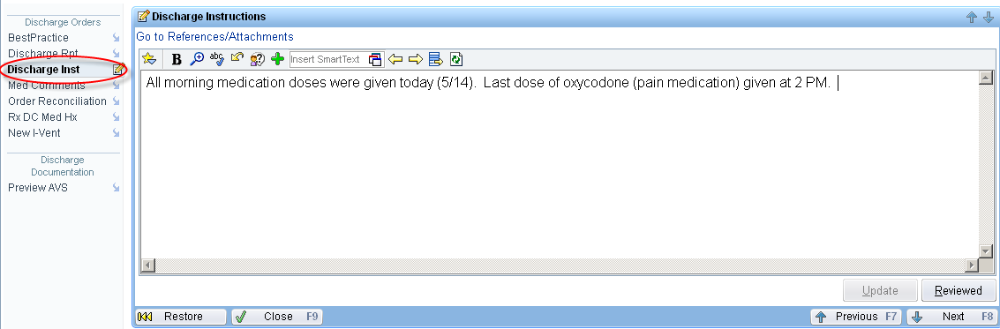 Discharge Orders
BestPractice
Discharge Rpt
Discharge Inst
Med Comments
Order Reconciliation
Rx DC Med Hx
New I-Vent
Discharge
Documentation
Preview AVS
Discharge Instructions
Go to References/Attachments
B abc Insert SmartText
All morning medication doses were given today (5/14). Last dose of oxycodone (pain medication) given at 2 PM.
Update Reviewed
Restore Close F9 Previous F7 Next F8